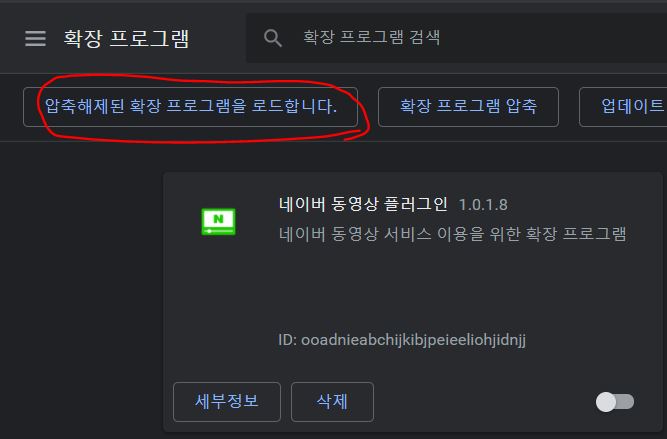 확장 프로그램
확장 프로그램 검색
압축해제된 확장 프로그램을 로드합니다.
확장 프로그램 압축
업데이트
N
네이버 동영상 플러그인 1.0.1.8
네이버 동영상 서비스 이용을 위한 확장 프로그램
ID: ooadnieabchijkibjpeieeliohjidnjj
세부정보
삭제